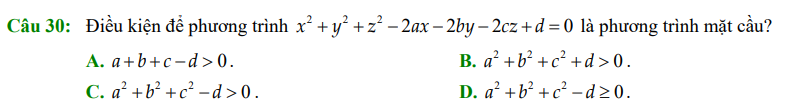 Câu 30: Điều kiện để phương trình x² + y² + z² − 2ax − 2by − 2cz + d = 0 là phương trình mặt cầu?
A. a + b + c − d > 0. B. a² + b² + c² + d > 0.
C. a² + b² + c² − d > 0. D. a² + b² + c² − d ≥ 0.